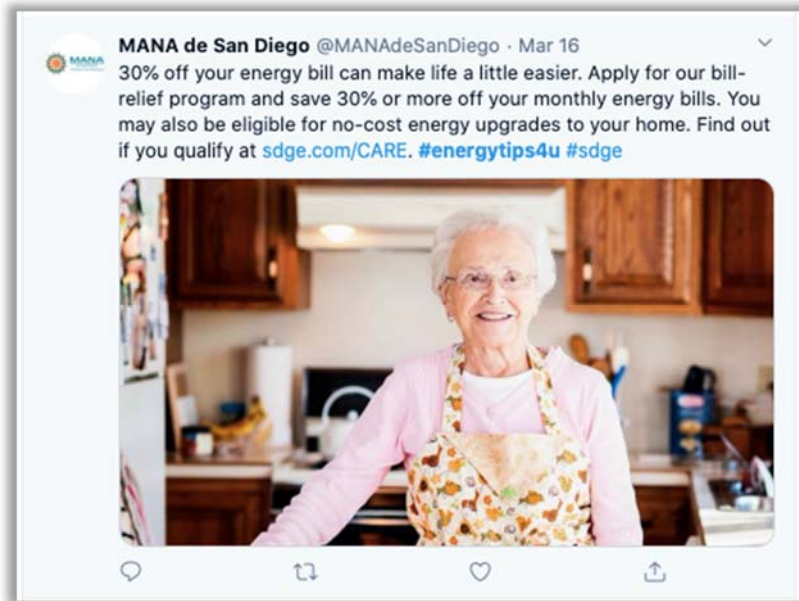 MANA de San Diego @MANAdeSanDiego · Mar 16
MANA
30% off your energy bill can make life a little easier. Apply for our bill-
relief program and save 30% or more off your monthly energy bills. You
may also be eligible for no-cost energy upgrades to your home. Find out
if you qualify at sdge.com/CARE. #energytips4u #sdge